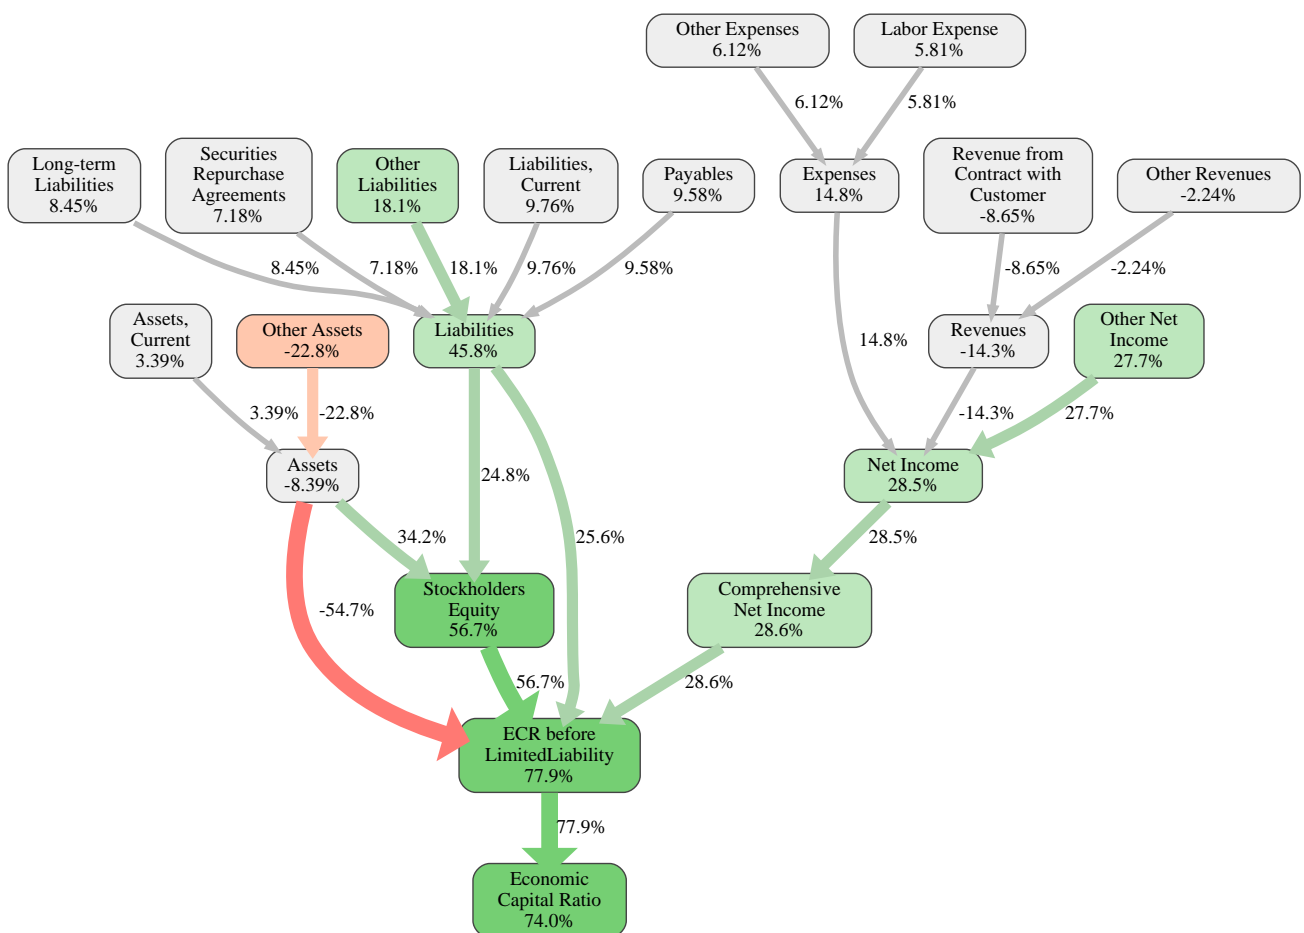 Other Expenses
6.12%
Labor Expense
5.81%
6.12%
5.81%
Long-term
Liabilities
8.45%
Securities
Repurchase
Agreements
7.18%
Other
Liabilities
18.1%
Liabilities,
Current
9.76%
Payables
9.58%
Expenses
14.8%
Revenue from
Contract with
Customer
-8.65%
Other Revenues
-2.24%
8.45%
7.18%
18.1%
9.76%
9.58%
-8.65%
-2.24%
Assets,
Current
3.39%
Other Assets
-22.8%
Liabilities
45.8%
14.8%
Revenues
-14.3%
Other Net
Income
27.7%
3.39%
-22.8%
-14.3%
27.7%
Assets
-8.39%
24.8%
Net Income
28.5%
34.2%
25.6%
28.5%
-54.7%
Stockholders
Equity
56.7%
Comprehensive
Net Income
28.6%
56.7%
28.6%
ECR before
LimitedLiability
77.9%
77.9%
Economic
Capital Ratio
74.0%